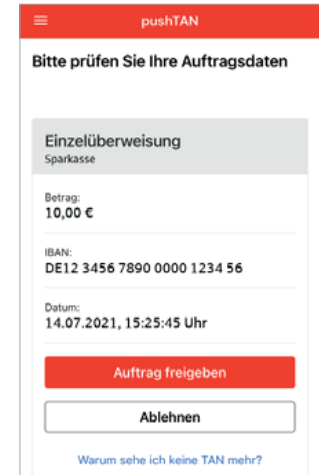 pushTAN
Bitte prüfen Sie Ihre Auftragsdaten
Einzelüberweisung
Sparkasse
Betrag:
10,00 €
IBAN:
DE12 3456 7890 0000 1234 56
Datum:
14.07.2021, 15:25:45 Uhr
Auftrag freigeben
Ablehnen
Warum sehe ich keine TAN mehr?